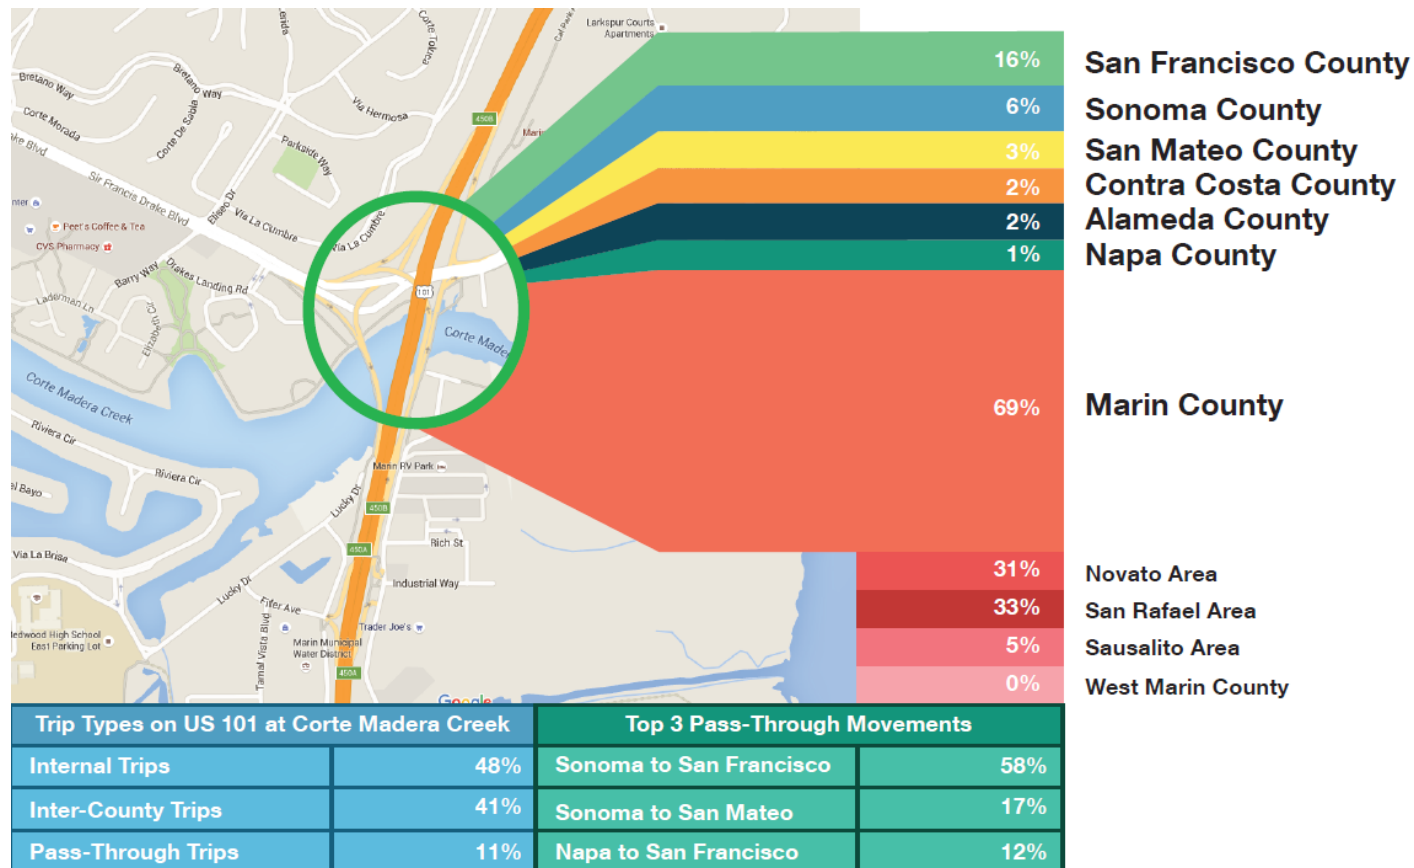 Larkspur Courts
Apartments
Bretano Way
Bretano Way
Corte Morada
Corte De Sabla
Via Hermosa
Corte Toluca
450B
Parkside Way
Sir Francis Drake Blvd
Eliseo Dr
Via La Cumbre
Via La Cumbre
Peet's Coffee & Tea
CVS Pharmacy
Barry Way
Drakes Landing Rd
Laderman Ln
Elizabeth Cir
101
Corte Madera Creek
Riviera Cir
Riviera Cir
Marin RV Park
Lucky Dr
450B
Rich St
450A
Via La Brisa
Lucky Dr
Industrial Way
Fifer Ave
Trader Joe's
Redwood High School
East Parking Lot
Tamal Vista Blvd
Marin Municipal
Water District
450A
Google
16% San Francisco County
6% Sonoma County
3% San Mateo County
2% Contra Costa County
2% Alameda County
1% Napa County
69% Marin County
31% Novato Area
33% San Rafael Area
5% Sausalito Area
0% West Marin County
Trip Types on US 101 at Corte Madera Creek
Internal Trips 48%
Inter-County Trips 41%
Pass-Through Trips 11%
Top 3 Pass-Through Movements
Sonoma to San Francisco 58%
Sonoma to San Mateo 17%
Napa to San Francisco 12%